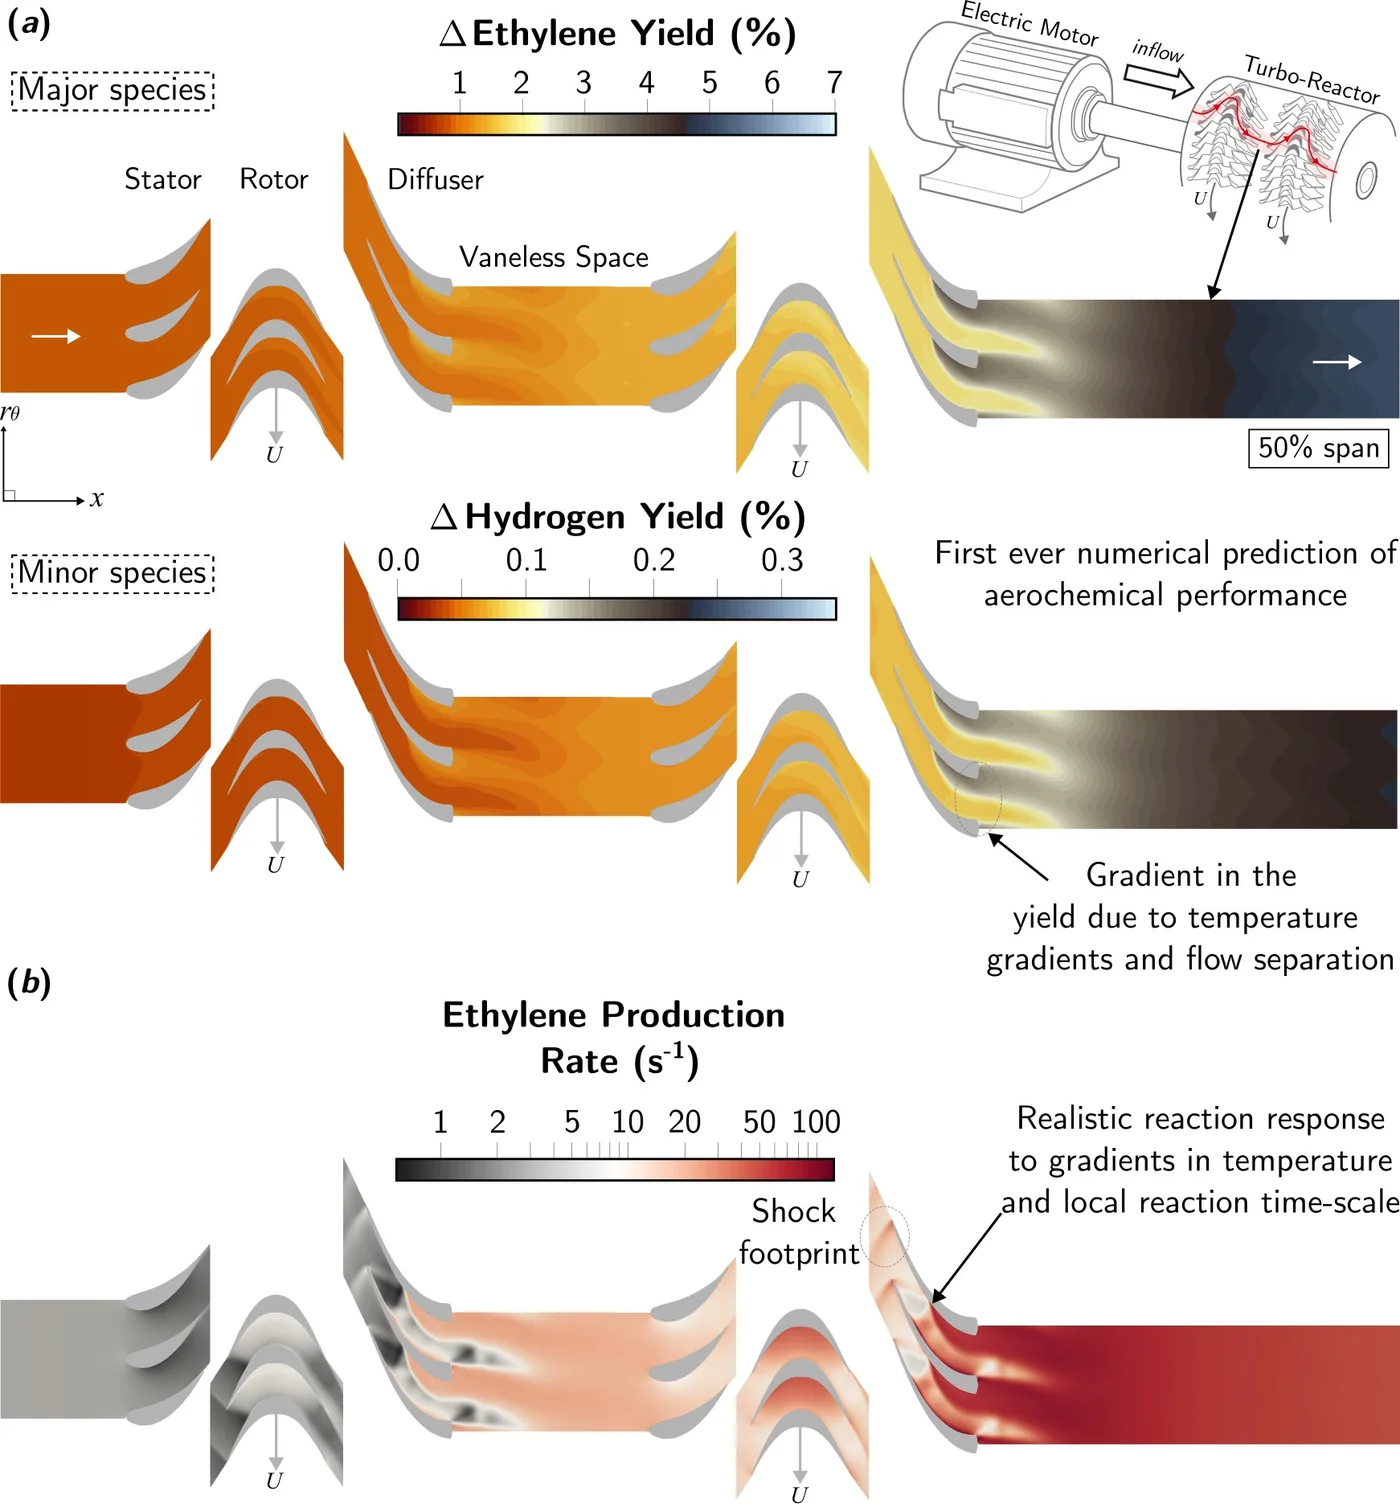 (a)
Δ Ethylene Yield (%)
Electric Motor
inflow
Turbo-Reactor
Major species
1 2 3 4 5 6 7
Stator Rotor Diffuser
Vaneless Space
U
U
U
U
50% span
rθ
x
Δ Hydrogen Yield (%)
Minor species
0.0 0.1 0.2 0.3
First ever numerical prediction of
aerochemical performance
U
U
Gradient in the
yield due to temperature
gradients and flow separation
(b)
Ethylene Production
Rate (s-1)
1 2 5 10 20 50 100
Realistic reaction response
to gradients in temperature
and local reaction time-scale
Shock
footprint
U
U